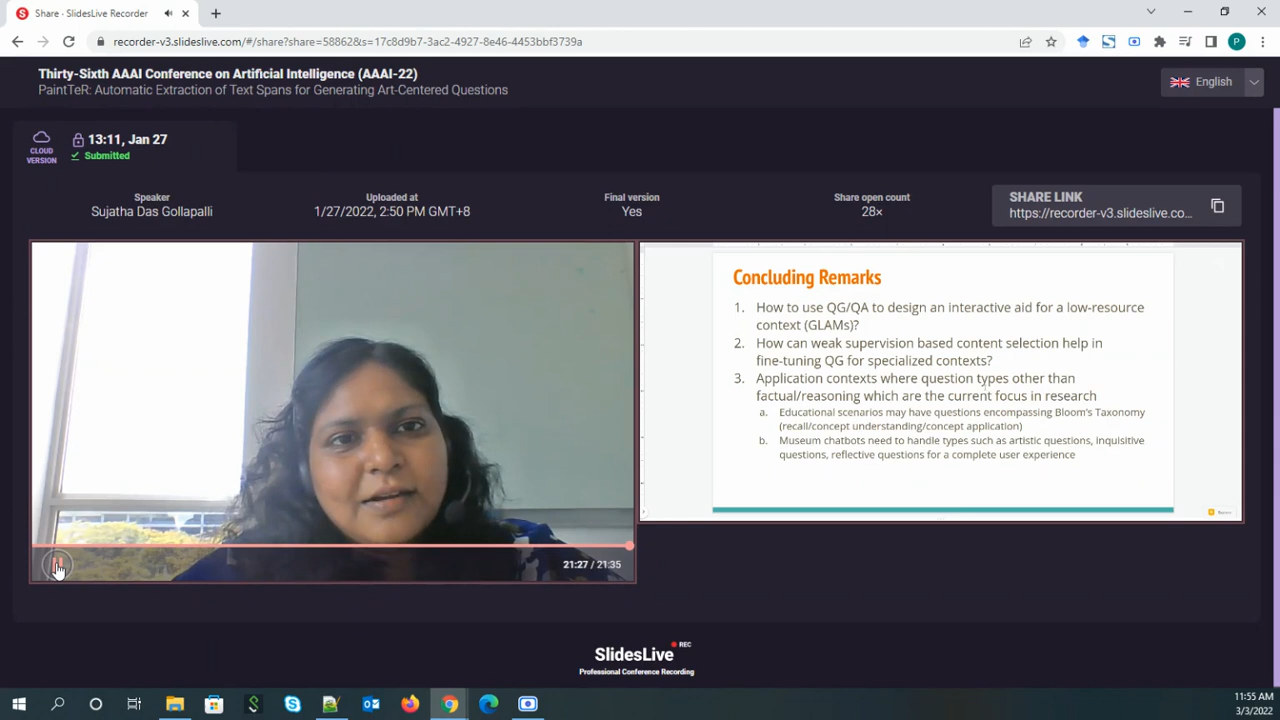 Share - SlidesLive Recorder
recorder-v3.slideslive.com/#/share?share=58862&s=17c8d9b7-3ac2-4927-8e46-4453bbf3739a
P
Thirty-Sixth AAAI Conference on Artificial Intelligence (AAAI-22)
PaintTeR: Automatic Extraction of Text Spans for Generating Art-Centered Questions
English
CLOUD
VERSION
13:11, Jan 27
Submitted
Speaker
Sujatha Das Gollapalli
Uploaded at
1/27/2022, 2:50 PM GMT+8
Final version
Yes
Share open count
28×
SHARE LINK
https://recorder-v3.slideslive.co...
Concluding Remarks
1. How to use QG/QA to design an interactive aid for a low-resource
context (GLAMs)?
2. How can weak supervision based content selection help in
fine-tuning QG for specialized contexts?
3. Application contexts where question types other than
factual/reasoning which are the current focus in research
a. Educational scenarios may have questions encompassing Bloom's Taxonomy
(recall/concept understanding/concept application)
b. Museum chatbots need to handle types such as artistic questions, inquisitive
questions, reflective questions for a complete user experience
21:27 / 21:35
SlidesLive REC
Professional Conference Recording
11:55 AM
3/3/2022